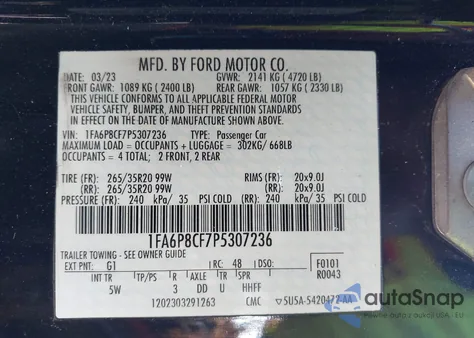 MFD. BY FORD MOTOR CO.
DATE: 03/23 GVWR: 2141 KG ( 4720 LB)
FRONT GAWR: 1089 KG ( 2400 LB) REAR GAWR: 1057 KG ( 2330 LB)
THIS VEHICLE CONFORMS TO ALL APPLICABLE FEDERAL MOTOR
VEHICLE SAFETY, BUMPER, AND THEFT PREVENTION STANDARDS
IN EFFECT ON THE DATE OF MANUFACTURE SHOWN ABOVE.
VIN: 1FA6P8CF7P5307236 TYPE: Passenger Car
MAXIMUM LOAD = OCCUPANTS + LUGGAGE = 302KG/ 668LB
OCCUPANTS = 4 TOTAL; 2 FRONT, 2 REAR
TIRE (FR): 265/35R20 99W RIMS (FR): 20x9.0J
(RR): 265/35R20 99W (RR): 20x9.0J
PRESSURE (FR): 240 kPa/ 35 PSI COLD (RR): 240 kPa/ 35 PSI COLD
1FA6P8CF7P5307236
TRAILER TOWING - SEE OWNER GUIDE
EXT PNT: G1 RC: 48 DSO: F0101
R0043
INT TR TP/PS R AXLE TR SPR
5W 3 DD U HHFF
1202303291263 CMC 5U5A-5420472-AA
autoSnap